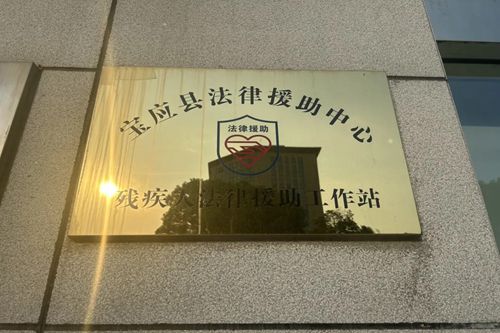 宝应县法律援助中心
法律援助
残疾人法律援助工作站